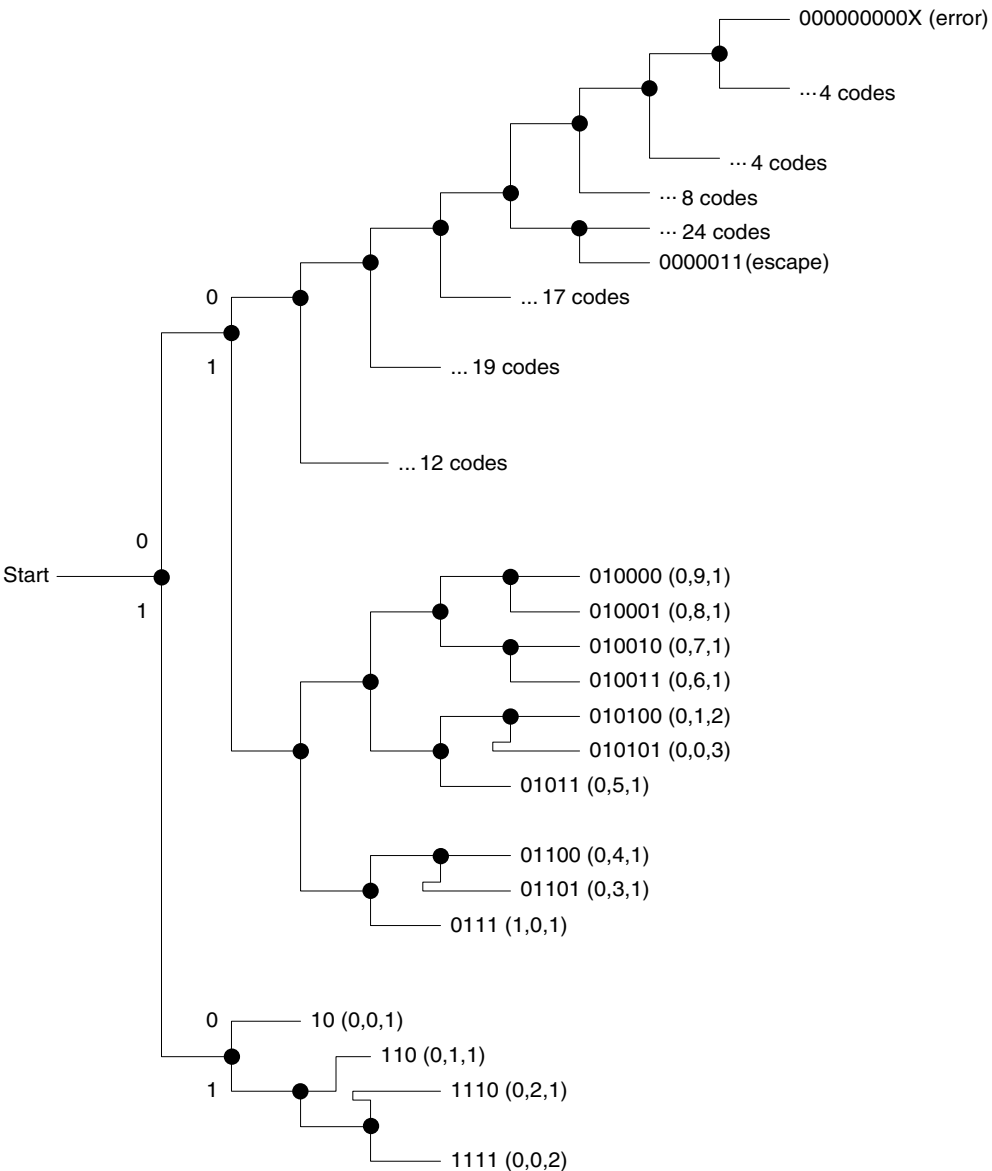 000000000X (error)
...4 codes
... 4 codes
... 8 codes
... 24 codes
0000011(escape)
0
... 17 codes
1
... 19 codes
... 12 codes
0
Start
1
010000 (0,9,1)
010001 (0,8,1)
010010 (0,7,1)
010011 (0,6,1)
010100 (0,1,2)
010101 (0,0,3)
01011 (0,5,1)
01100 (0,4,1)
01101 (0,3,1)
0111 (1,0,1)
0
10 (0,0,1)
110 (0,1,1)
1
1110 (0,2,1)
1111 (0,0,2)